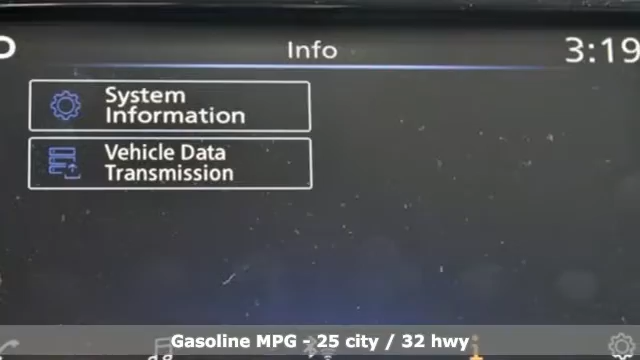 Info
3:19
System
Information
Vehicle Data
Transmission
Gasoline MPG - 25 city / 32 hwy